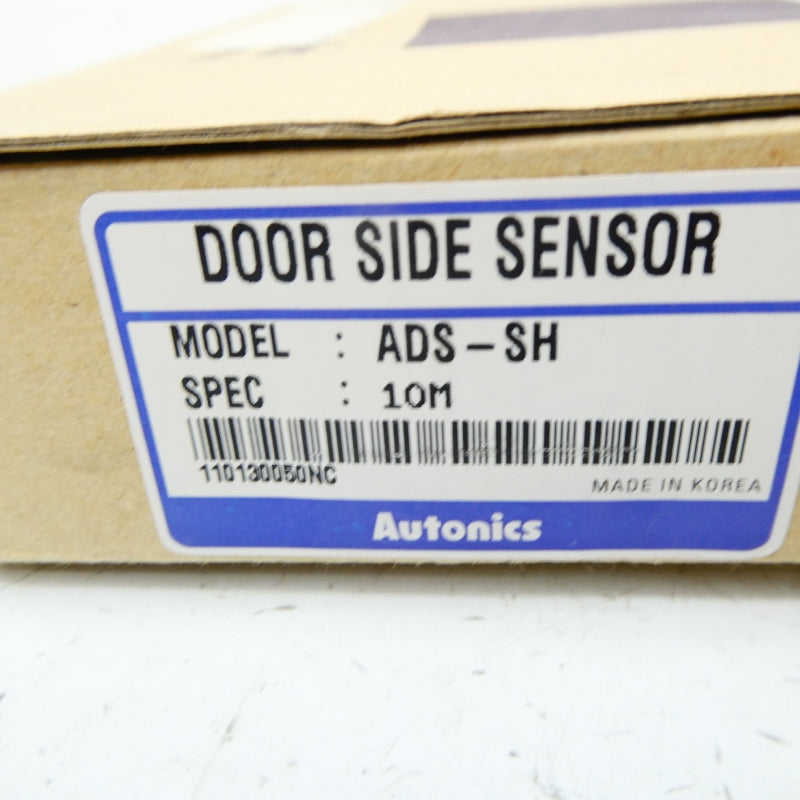 DOOR SIDE SENSOR
MODEL : ADS-SH
SPEC : 10M
110130050NC
MADE IN KOREA
Autonics